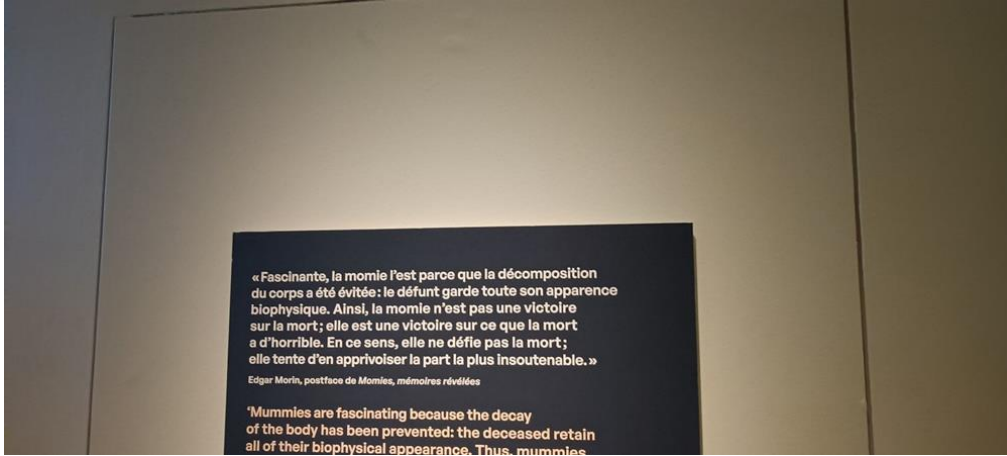 « Fascinante, la momie l'est parce que la décomposition
du corps a été évitée : le défunt garde toute son apparence
biophysique. Ainsi, la momie n'est pas une victoire
sur la mort ; elle est une victoire sur ce que la mort
a d'horrible. En ce sens, elle ne défie pas la mort ;
elle tente d'en apprivoiser la part la plus insoutenable. »
Edgar Morin, postface de Momies, mémoires révélées
‘Mummies are fascinating because the decay
of the body has been prevented: the deceased retain
all of their biophysical appearance. Thus, mummies